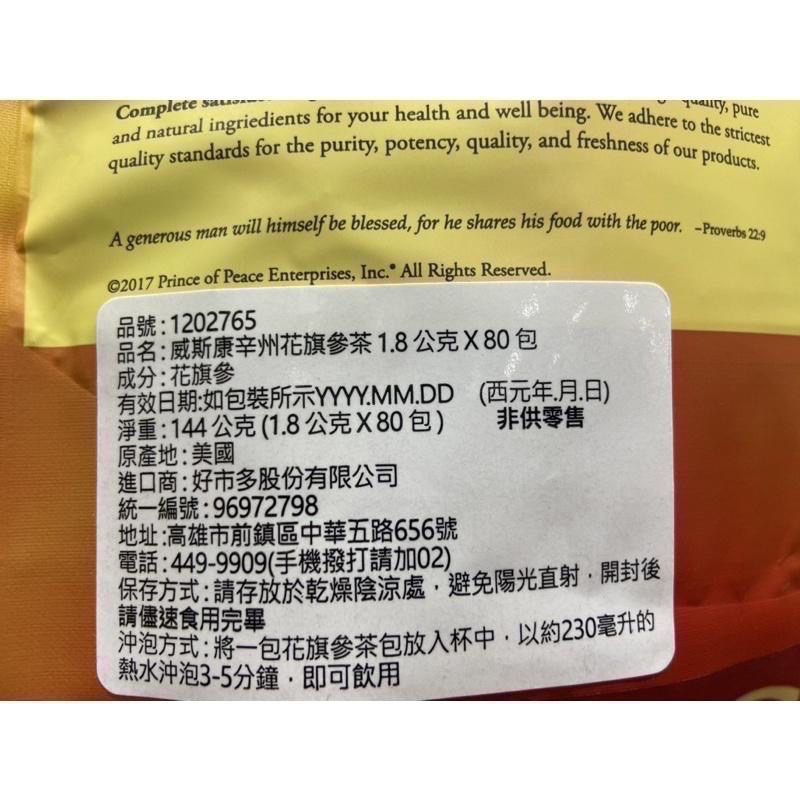 Complete
quality, pure
and natural ingriedients for your health and well being. We adhere to the strictest
quality standards for the purity, potency, quality, and freshness of our products.
A generous man will himself be blessed, for he shares his food with the poor. –Proverbs 22:9
©2017 Prince of Peace Enterprises, Inc.® All Rights Reserved.
品號:1202765
品名:威斯康辛州花旗參茶 1.8 公克 X 80 包
成分:花旗參
有效日期:如包裝所示YYYY.MM.DD (西元年.月.日)
淨重:144 公克 (1.8 公克 X 80 包) 非供零售
原產地:美國
進口商:好市多股份有限公司
統一編號:96972798
地址:高雄市前鎮區中華五路656號
電話:449-9909(手機撥打請加02)
保存方式:請存放於乾燥陰涼處,避免陽光直射,開封後
請儘速食用完畢
沖泡方式:將一包花旗參茶包放入杯中,以約230毫升的
熱水沖泡3-5分鐘,即可飲用